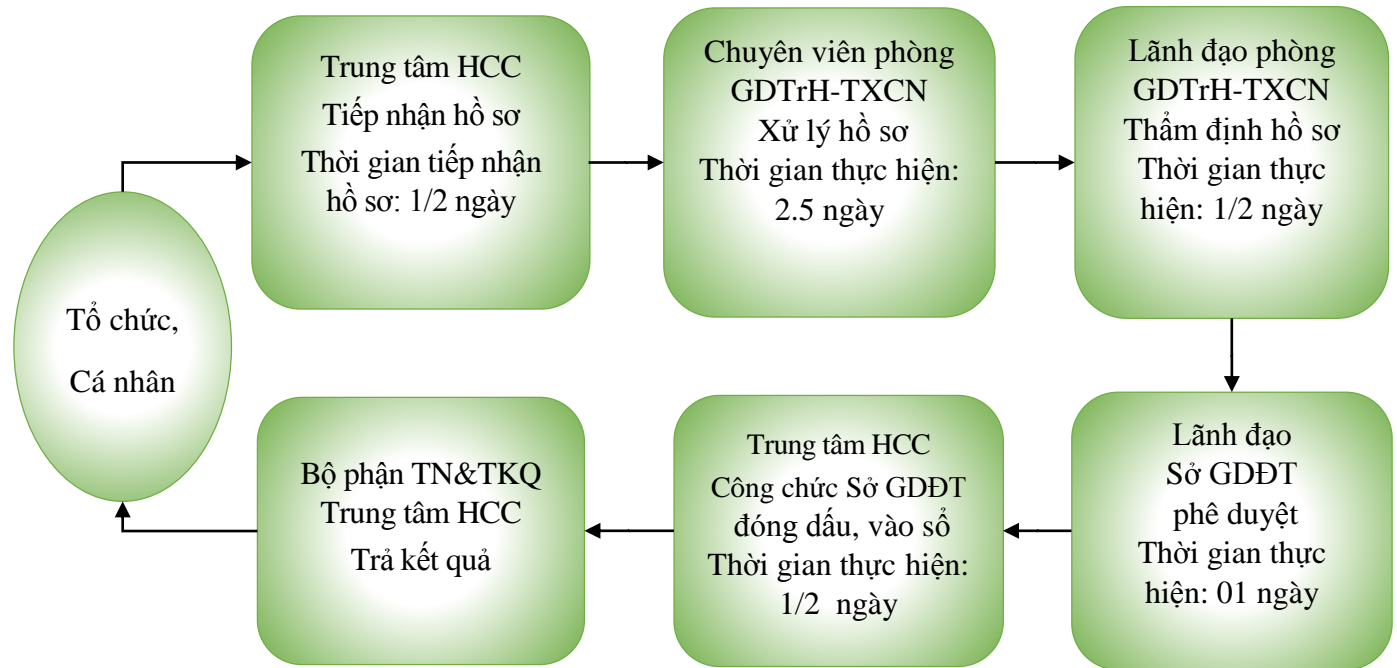 Tổ chức,
Cá nhân
Trung tâm HCC
Tiếp nhận hồ sơ
Thời gian tiếp nhận
hồ sơ: 1/2 ngày
Chuyên viên phòng
GDTrH-TXCN
Xử lý hồ sơ
Thời gian thực hiện:
2.5 ngày
Lãnh đạo phòng
GDTrH-TXCN
Thẩm định hồ sơ
Thời gian thực
hiện: 1/2 ngày
Lãnh đạo
Sở GDĐT
phê duyệt
Thời gian thực
hiện: 01 ngày
Trung tâm HCC
Công chức Sở GDĐT
đóng dấu, vào sổ
Thời gian thực hiện:
1/2 ngày
Bộ phận TN&TKQ
Trung tâm HCC
Trả kết quả